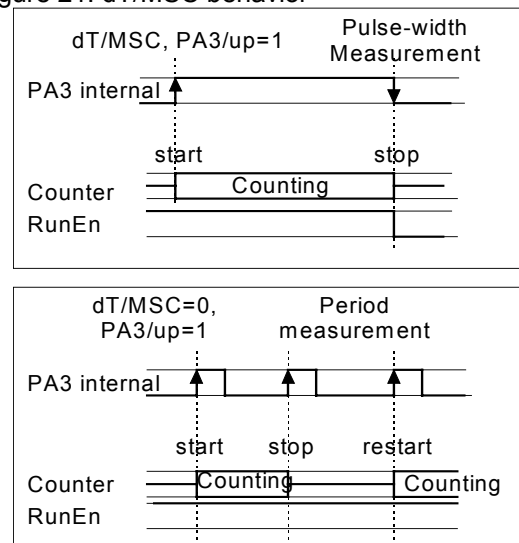 gure 21. dT/MSC behavior
dT/MSC, PA3/up=1
Pulse-width
Measurement
PA3 internal
start
stop
Counter
Counting
RunEn
dT/MSC=0,
PA3/up=1
Period
measurement
PA3 internal
start
stop
restart
Counter
Counting
Counting
RunEn